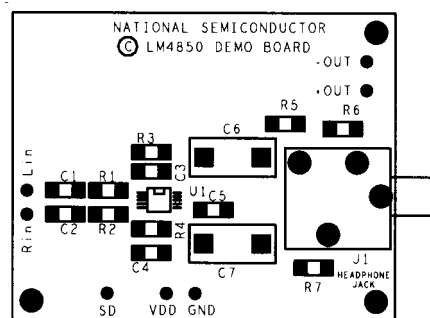 NATIONAL SEMICONDUCTOR
© LM4850 DEMO BOARD
-OUT
+OUT
R5
R6
C6
R3
C3
Lin
C1
R1
U1
C5
Rin
C2
R2
R4
C4
C7
J1
HEADPHONE
JACK
R7
SD
VDD
GND